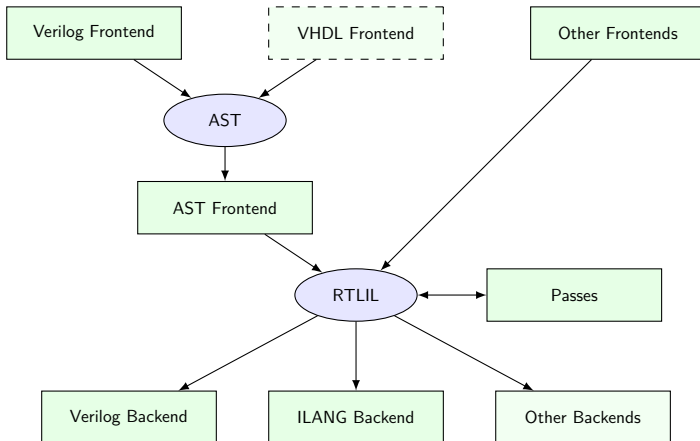 Verilog Frontend
VHDL Frontend
Other Frontends
AST
AST Frontend
RTLIL
Passes
Verilog Backend
ILANG Backend
Other Backends